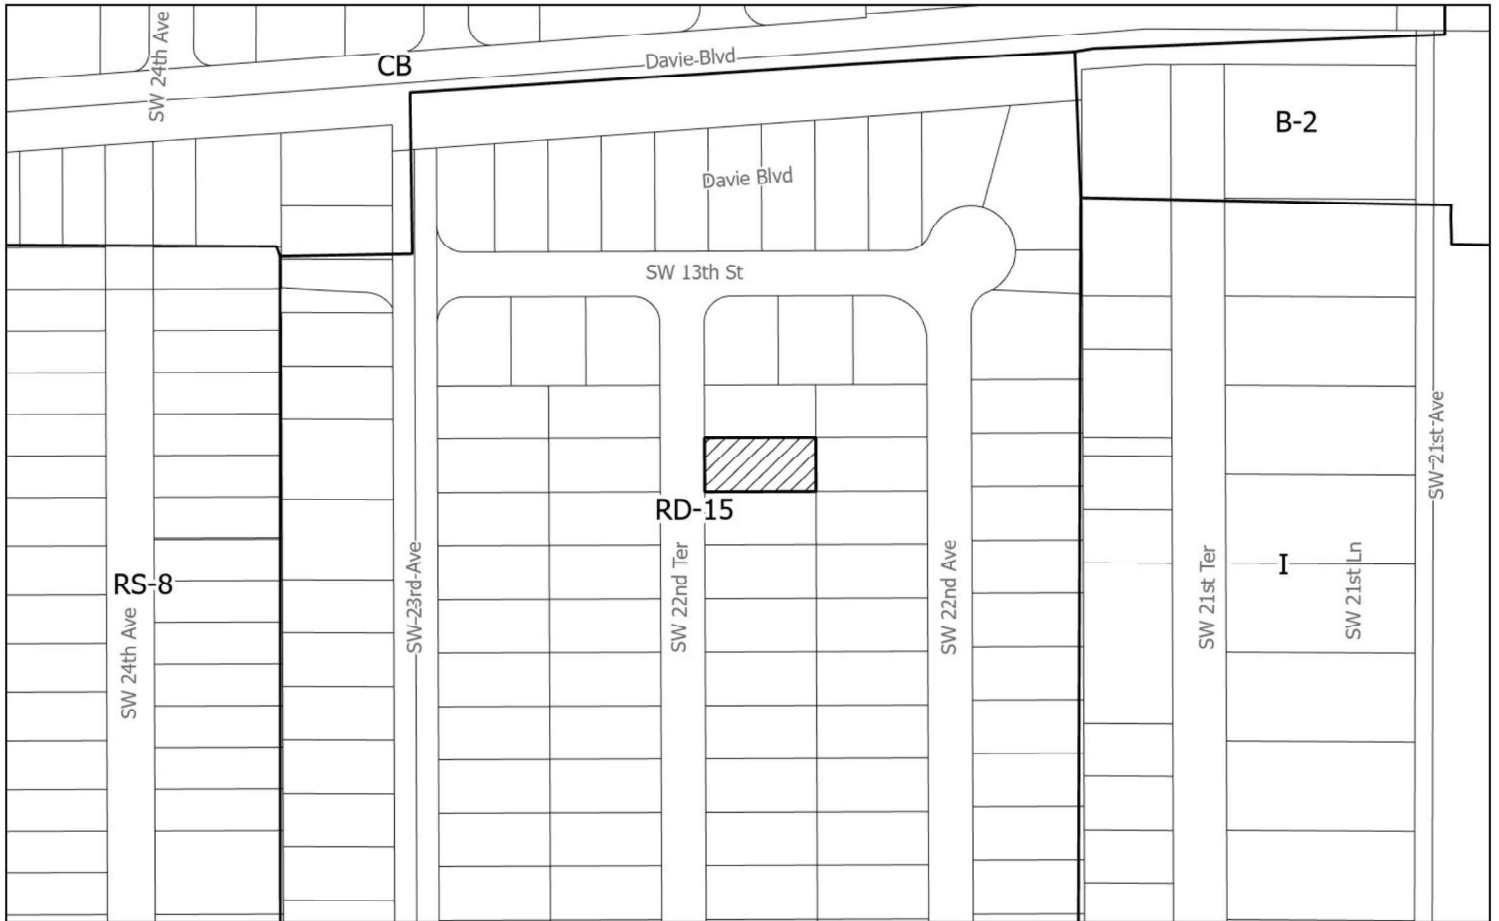 SW 24th Ave
CB
Davie Blvd
B-2
Davie Blvd
SW 13th St
SW 21st Ave
RD-15
RS-8
SW 24th Ave
SW 23rd Ave
SW 22nd Ter
SW 22nd Ave
SW 21st Ter
I
SW 21st Ln